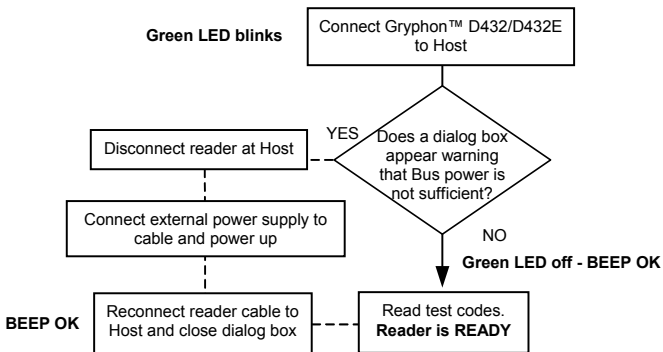 Green LED blinks
Connect Gryphon™ D432/D432E
to Host
YES
Does a dialog box
appear warning
that Bus power is
not sufficient?
Disconnect reader at Host
Connect external power supply to
cable and power up
NO
Green LED off - BEEP OK
BEEP OK
Reconnect reader cable to
Host and close dialog box
Read test codes.
Reader is READY